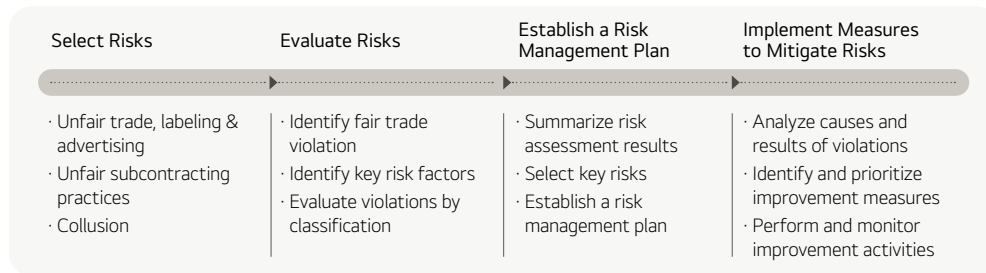 Select Risks
Evaluate Risks
Establish a Risk
Management Plan
Implement Measures
to Mitigate Risks
· Unfair trade, labeling &
advertising
· Unfair subcontracting
practices
· Collusion
· Identify fair trade
violation
· Identify key risk factors
· Evaluate violations by
classification
· Summarize risk
assessment results
· Select key risks
· Establish a risk
management plan
· Analyze causes and
results of violations
· Identify and prioritize
improvement measures
· Perform and monitor
improvement activities